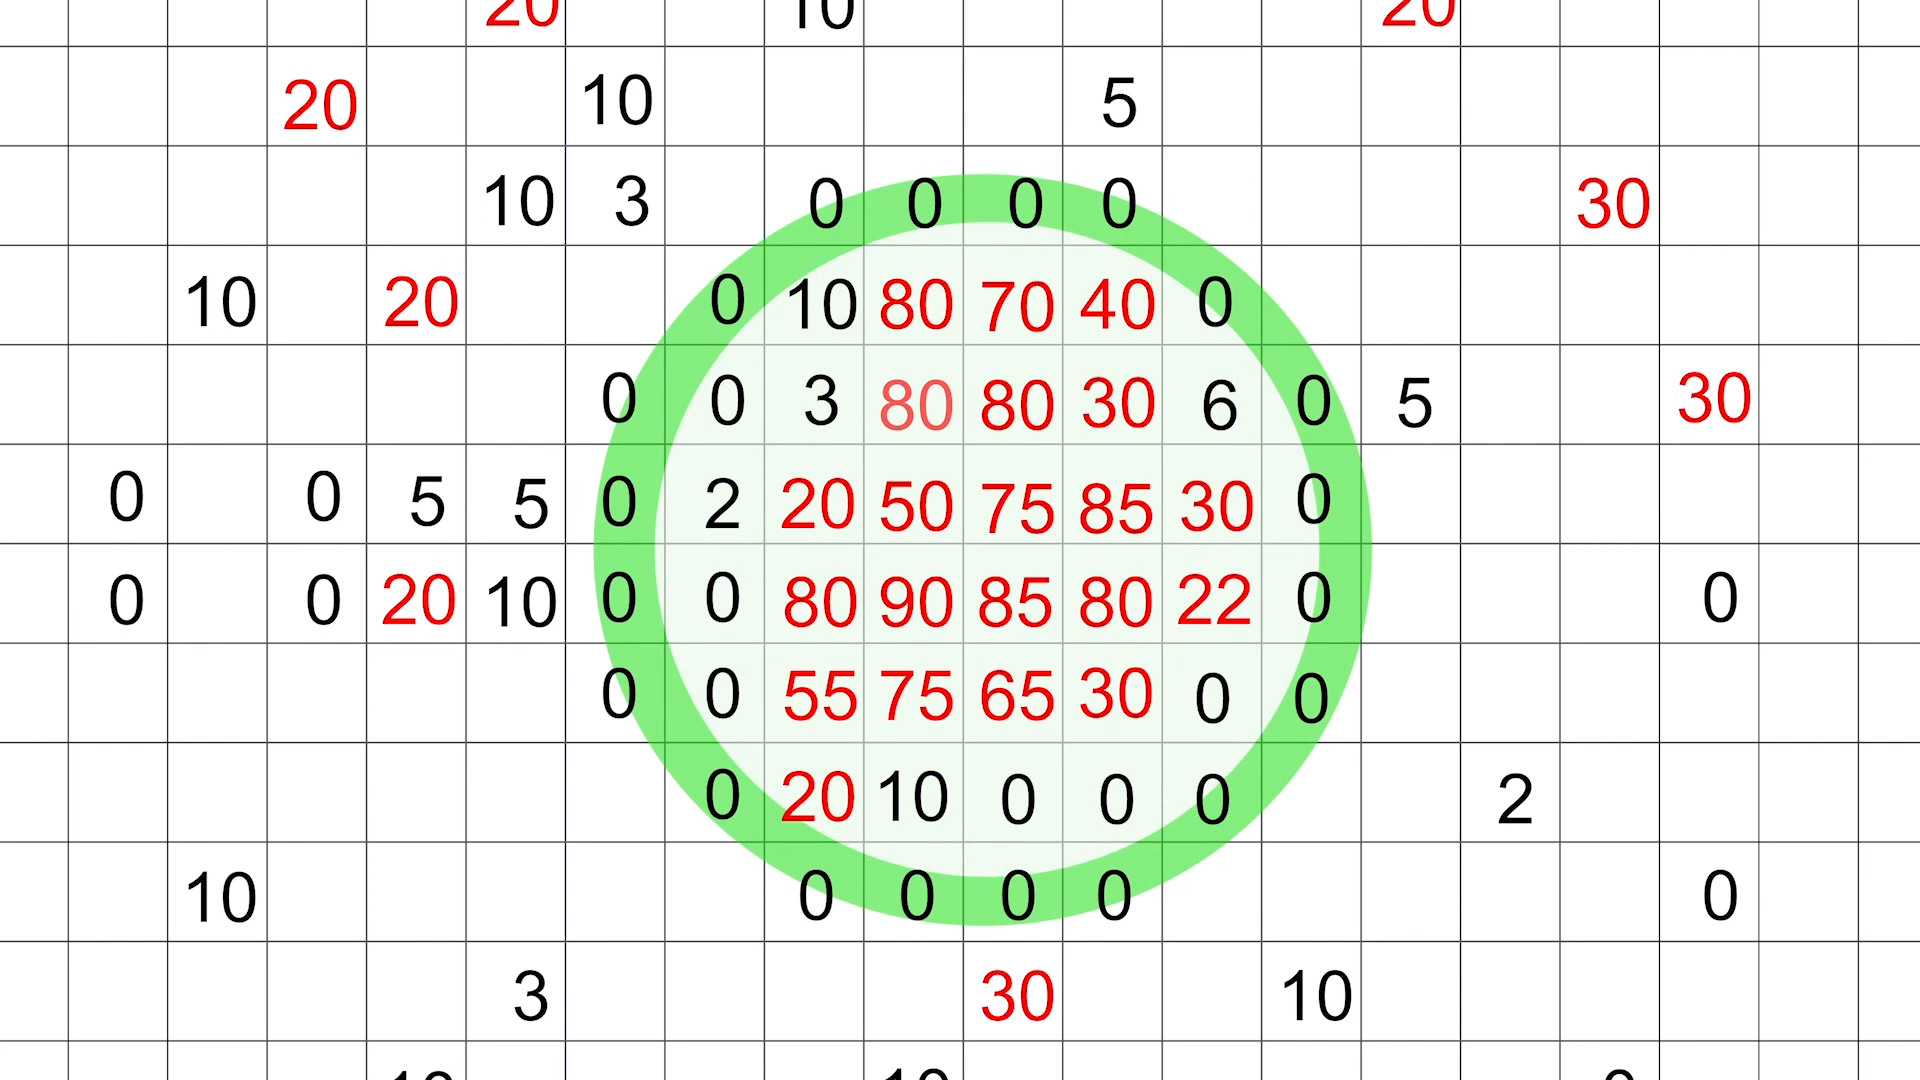 20 10 20
20 10 5
10 3 0 0 0 0 30
10 20 0 10 80 70 40 0
0 0 3 80 80 30 6 0 5 30
0 0 5 5 0 2 20 50 75 85 30 0
0 0 20 10 0 0 80 90 85 80 22 0 0
0 0 55 75 65 30 0 0
0 20 10 0 0 0 2
10 0 0 0 0 0
3 30 10